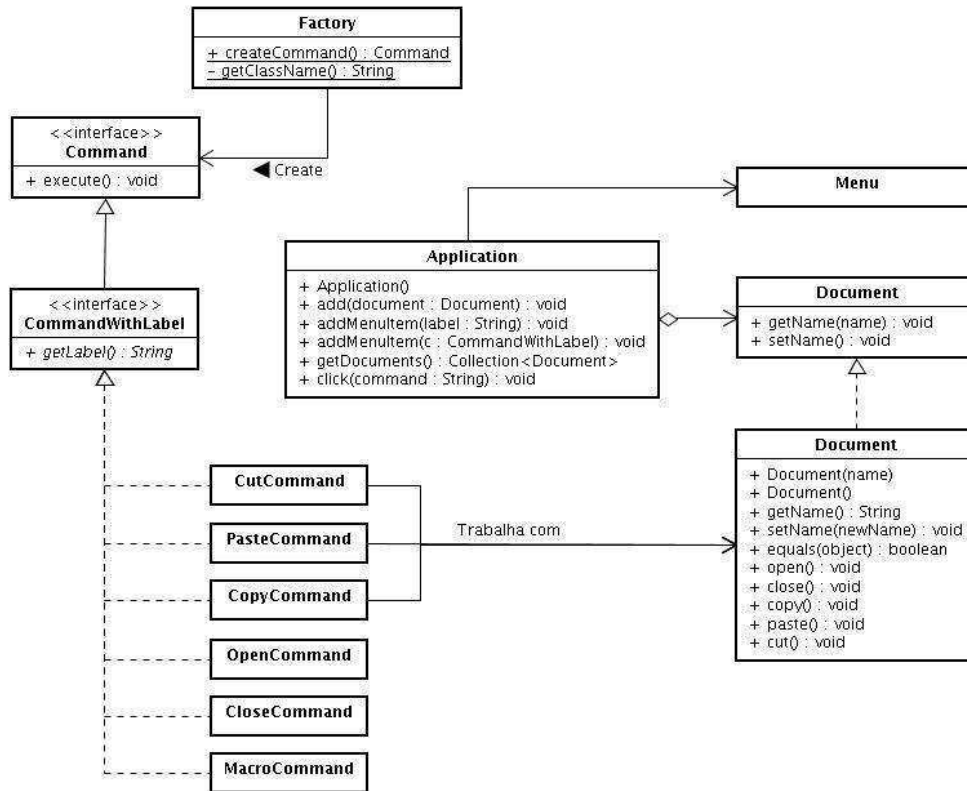 Factory
+ createCommand() : Command
- getClassName() : String
<<interface>>
Command
+ execute() : void
◀ Create
Menu
Application
+ Application()
+ add(document : Document) : void
+ addMenuItem(label : String) : void
+ addMenuItem(c : CommandWithLabel) : void
+ getDocuments() : Collection<Document>
+ click(command : String) : void
<<interface>>
CommandWithLabel
+ getLabel() : String
Document
+ getName(name) : void
+ setName() : void
Document
+ Document(name)
+ Document()
+ getName() : String
+ setName(newName) : void
+ equals(object) : boolean
+ open() : void
+ close() : void
+ copy() : void
+ paste() : void
+ cut() : void
CutCommand
PasteCommand
Trabalha com
CopyCommand
OpenCommand
CloseCommand
MacroCommand